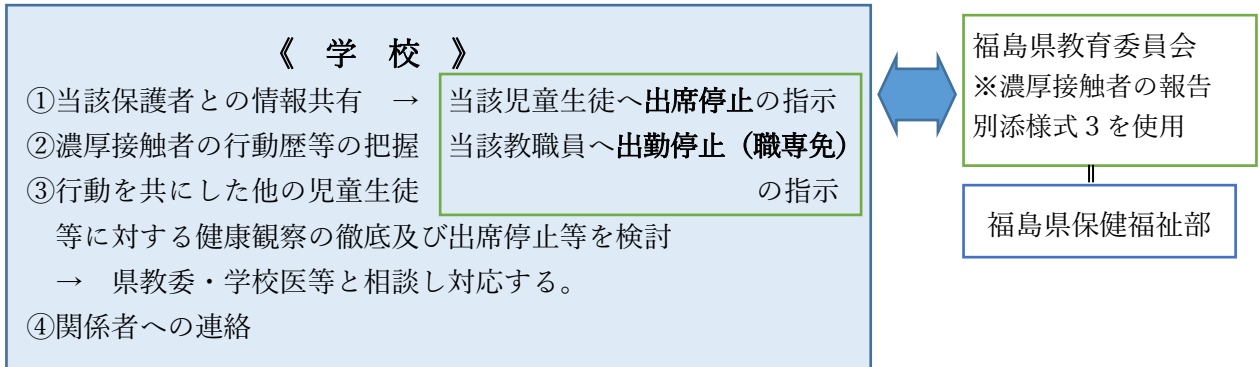 《　学　校　》
①当該保護者との情報共有　→　当該児童生徒へ出席停止の指示
②濃厚接触者の行動歴等の把握　当該教職員へ出勤停止（職専免）
③行動を共にした他の児童生徒　の指示
等に対する健康観察の徹底及び出席停止等を検討
→　県教委・学校医等と相談し対応する。
④関係者への連絡
福島県教育委員会
※濃厚接触者の報告
別添様式３を使用
福島県保健福祉部